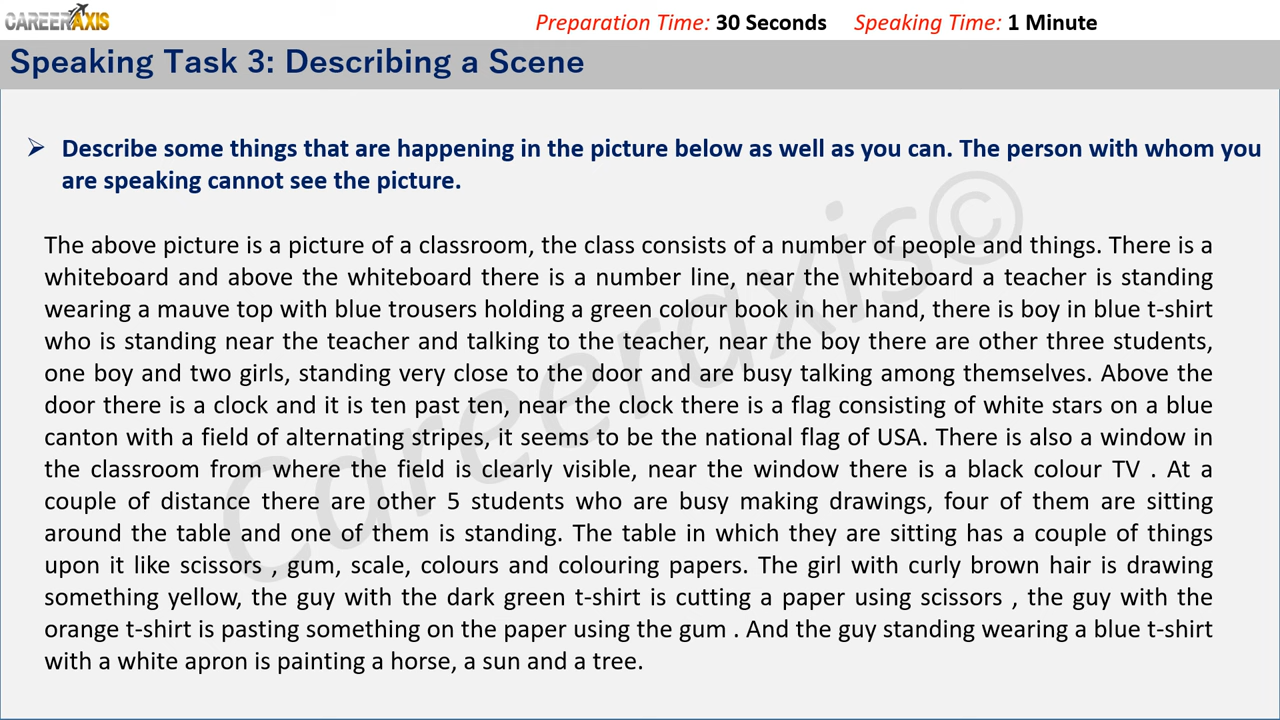 CAREERAXIS
Preparation Time: 30 Seconds Speaking Time: 1 Minute
Speaking Task 3: Describing a Scene
Describe some things that are happening in the picture below as well as you can. The person with whom you
are speaking cannot see the picture.
The above picture is a picture of a classroom, the class consists of a number of people and things. There is a
whiteboard and above the whiteboard there is a number line, near the whiteboard a teacher is standing
wearing a mauve top with blue trousers holding a green colour book in her hand, there is boy in blue t-shirt
who is standing near the teacher and talking to the teacher, near the boy there are other three students,
one boy and two girls, standing very close to the door and are busy talking among themselves. Above the
door there is a clock and it is ten past ten, near the clock there is a flag consisting of white stars on a blue
canton with a field of alternating stripes, it seems to be the national flag of USA. There is also a window in
the classroom from where the field is clearly visible, near the window there is a black colour TV . At a
couple of distance there are other 5 students who are busy making drawings, four of them are sitting
around the table and one of them is standing. The table in which they are sitting has a couple of things
upon it like scissors , gum, scale, colours and colouring papers. The girl with curly brown hair is drawing
something yellow, the guy with the dark green t-shirt is cutting a paper using scissors , the guy with the
orange t-shirt is pasting something on the paper using the gum . And the guy standing wearing a blue t-shirt
with a white apron is painting a horse, a sun and a tree.
Careeraxis©